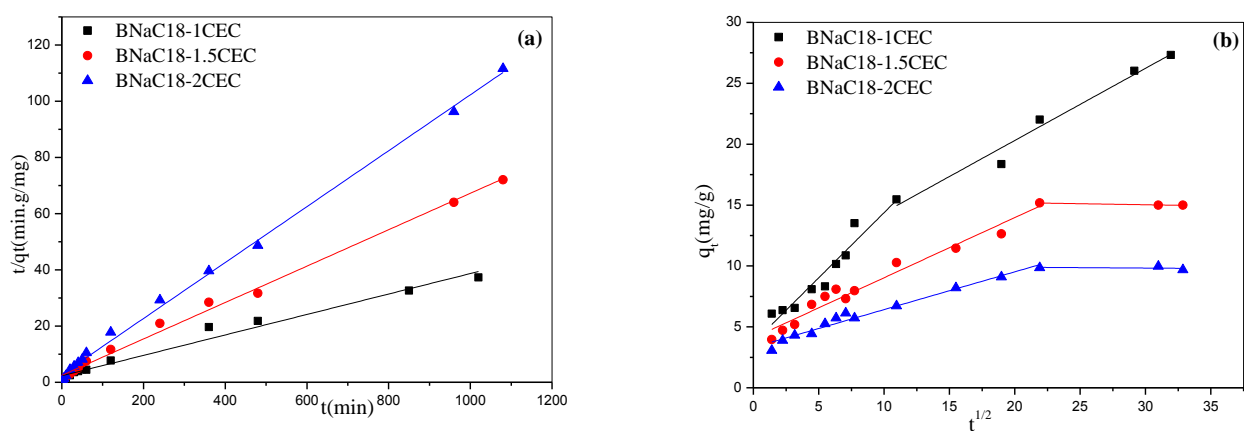 (a)
BNaC18-1CEC
BNaC18-1.5CEC
BNaC18-2CEC
120
100
80
60
40
20
0
t/qt(min.g/mg)
0 200 400 600 800 1000 1200
t(min)
(b)
BNaC18-1CEC
BNaC18-1.5CEC
BNaC18-2CEC
30
25
20
15
10
5
0
qₜ(mg/g)
0 5 10 15 20 25 30 35
t^{1/2}